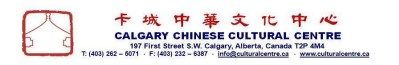 卡城中華文化中心
CALGARY CHINESE CULTURAL CENTRE
197 First Street S.W. Calgary, Alberta, Canada T2P 4M4
T: (403) 262 – 5071 · F: (403) 232 – 6387 · info@culturalcentre.ca · www.culturalcentre.ca